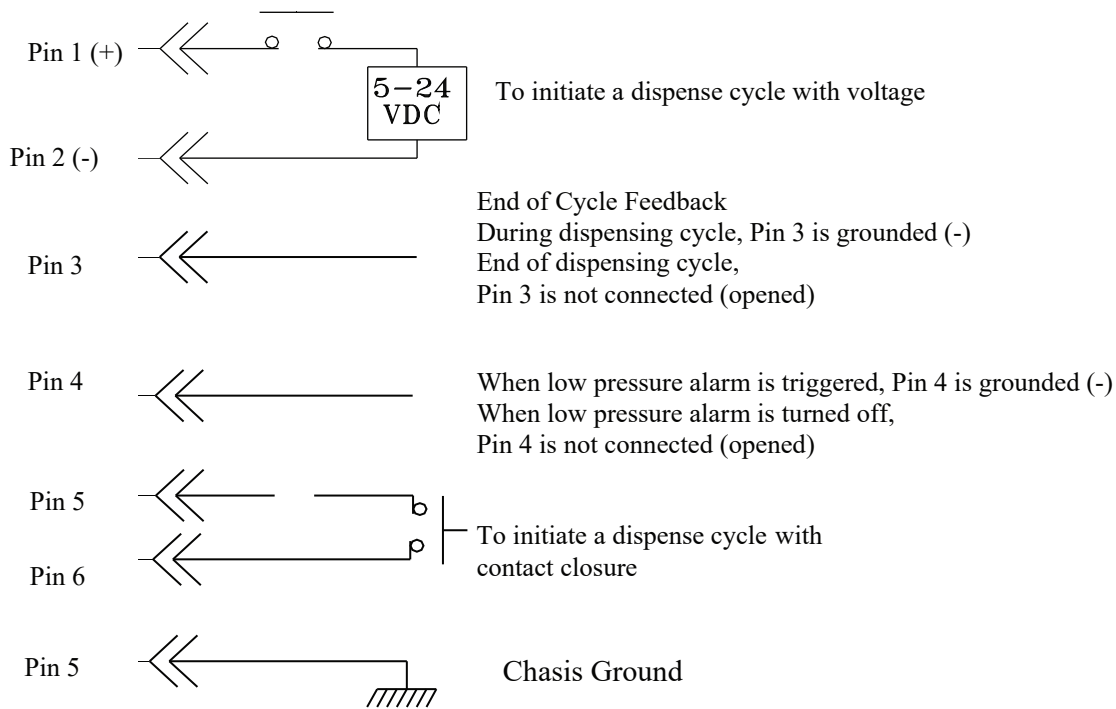 Pin 1 (+)
5-24
VDC
To initiate a dispense cycle with voltage
Pin 2 (-)
End of Cycle Feedback
During dispensing cycle, Pin 3 is grounded (-)
Pin 3
End of dispensing cycle,
Pin 3 is not connected (opened)
Pin 4
When low pressure alarm is triggered, Pin 4 is grounded (-)
When low pressure alarm is turned off,
Pin 4 is not connected (opened)
Pin 5
To initiate a dispense cycle with
contact closure
Pin 6
Pin 5
Chasis Ground